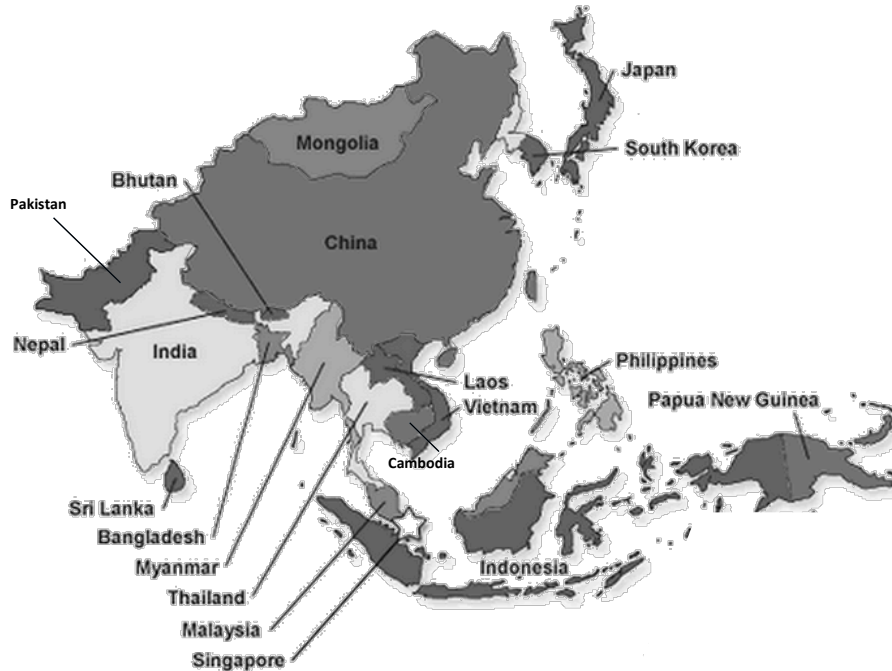 Japan
Mongolia
South Korea
Bhutan
Pakistan
China
Nepal
India
Philippines
Laos
Papua New Guinea
Vietnam
Cambodia
Sri Lanka
Bangladesh
Myanmar
Indonesia
Thailand
Malaysia
Singapore